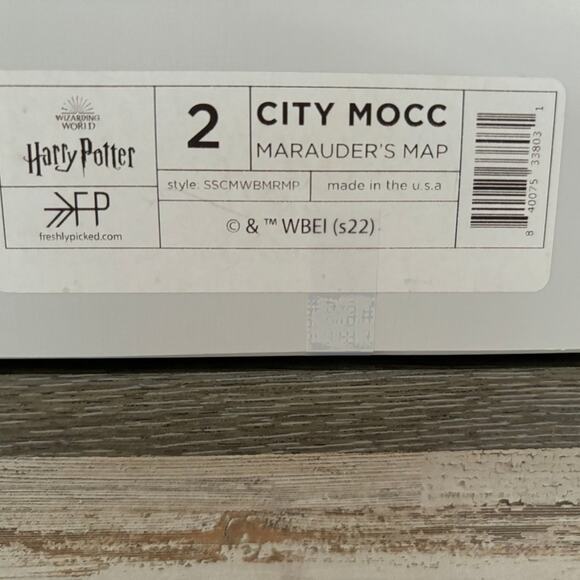 WIZARDING
WORLD
Harry Potter
FP
freshlypicked.com
2
CITY MOCC
MARAUDER'S MAP
style. SSCMWBMRMP
made in the u.s.a
© & ™ WBEI (s22)
8 40075 33803 1